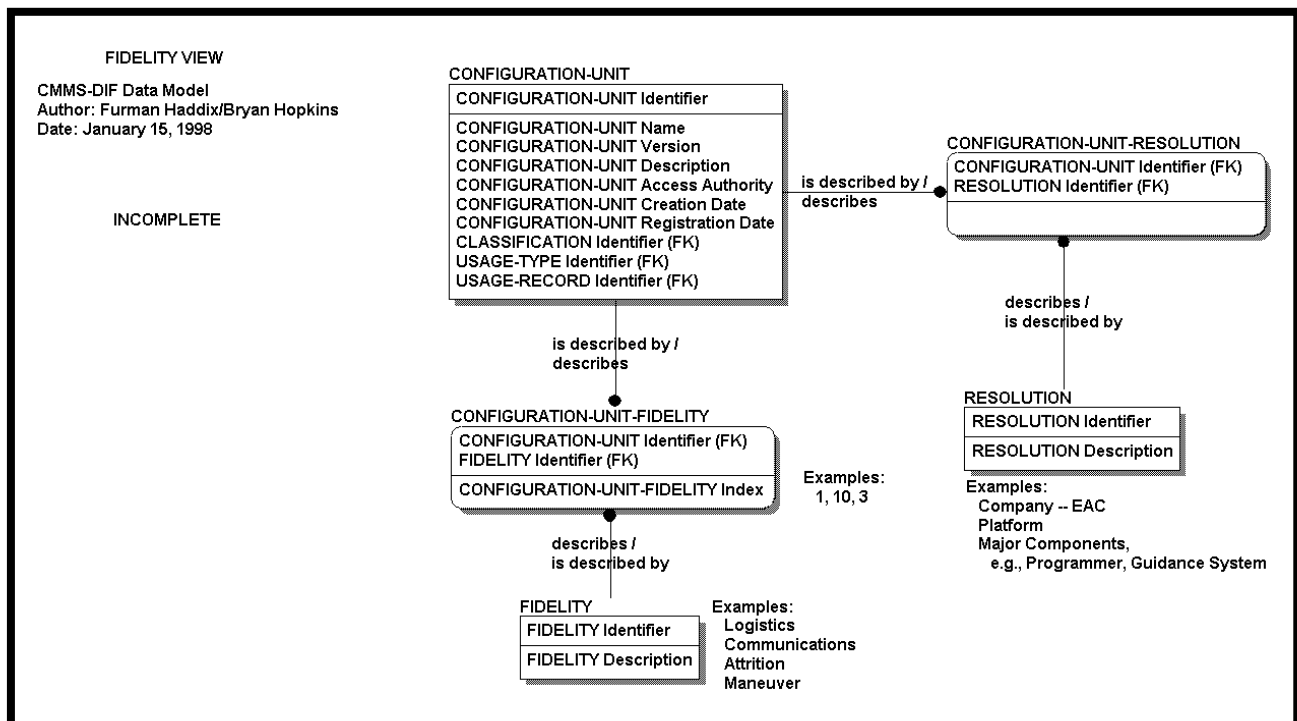 FIDELITY VIEW
CMMS-DIF Data Model
Author: Furman Haddix/Bryan Hopkins
Date: January 15, 1998
INCOMPLETE
CONFIGURATION-UNIT
CONFIGURATION-UNIT Identifier
CONFIGURATION-UNIT Name
CONFIGURATION-UNIT Version
CONFIGURATION-UNIT Description
CONFIGURATION-UNIT Access Authority
CONFIGURATION-UNIT Creation Date
CONFIGURATION-UNIT Registration Date
CLASSIFICATION Identifier (FK)
USAGE-TYPE Identifier (FK)
USAGE-RECORD Identifier (FK)
is described by /
describes
CONFIGURATION-UNIT-RESOLUTION
CONFIGURATION-UNIT Identifier (FK)
RESOLUTION Identifier (FK)
describes /
is described by
RESOLUTION
RESOLUTION Identifier
RESOLUTION Description
Examples:
Company -- EAC
Platform
Major Components,
e.g., Programmer, Guidance System
is described by /
describes
CONFIGURATION-UNIT-FIDELITY
CONFIGURATION-UNIT Identifier (FK)
FIDELITY Identifier (FK)
CONFIGURATION-UNIT-FIDELITY Index
Examples:
1, 10, 3
describes /
is described by
FIDELITY
FIDELITY Identifier
FIDELITY Description
Examples:
Logistics
Communications
Attrition
Maneuver